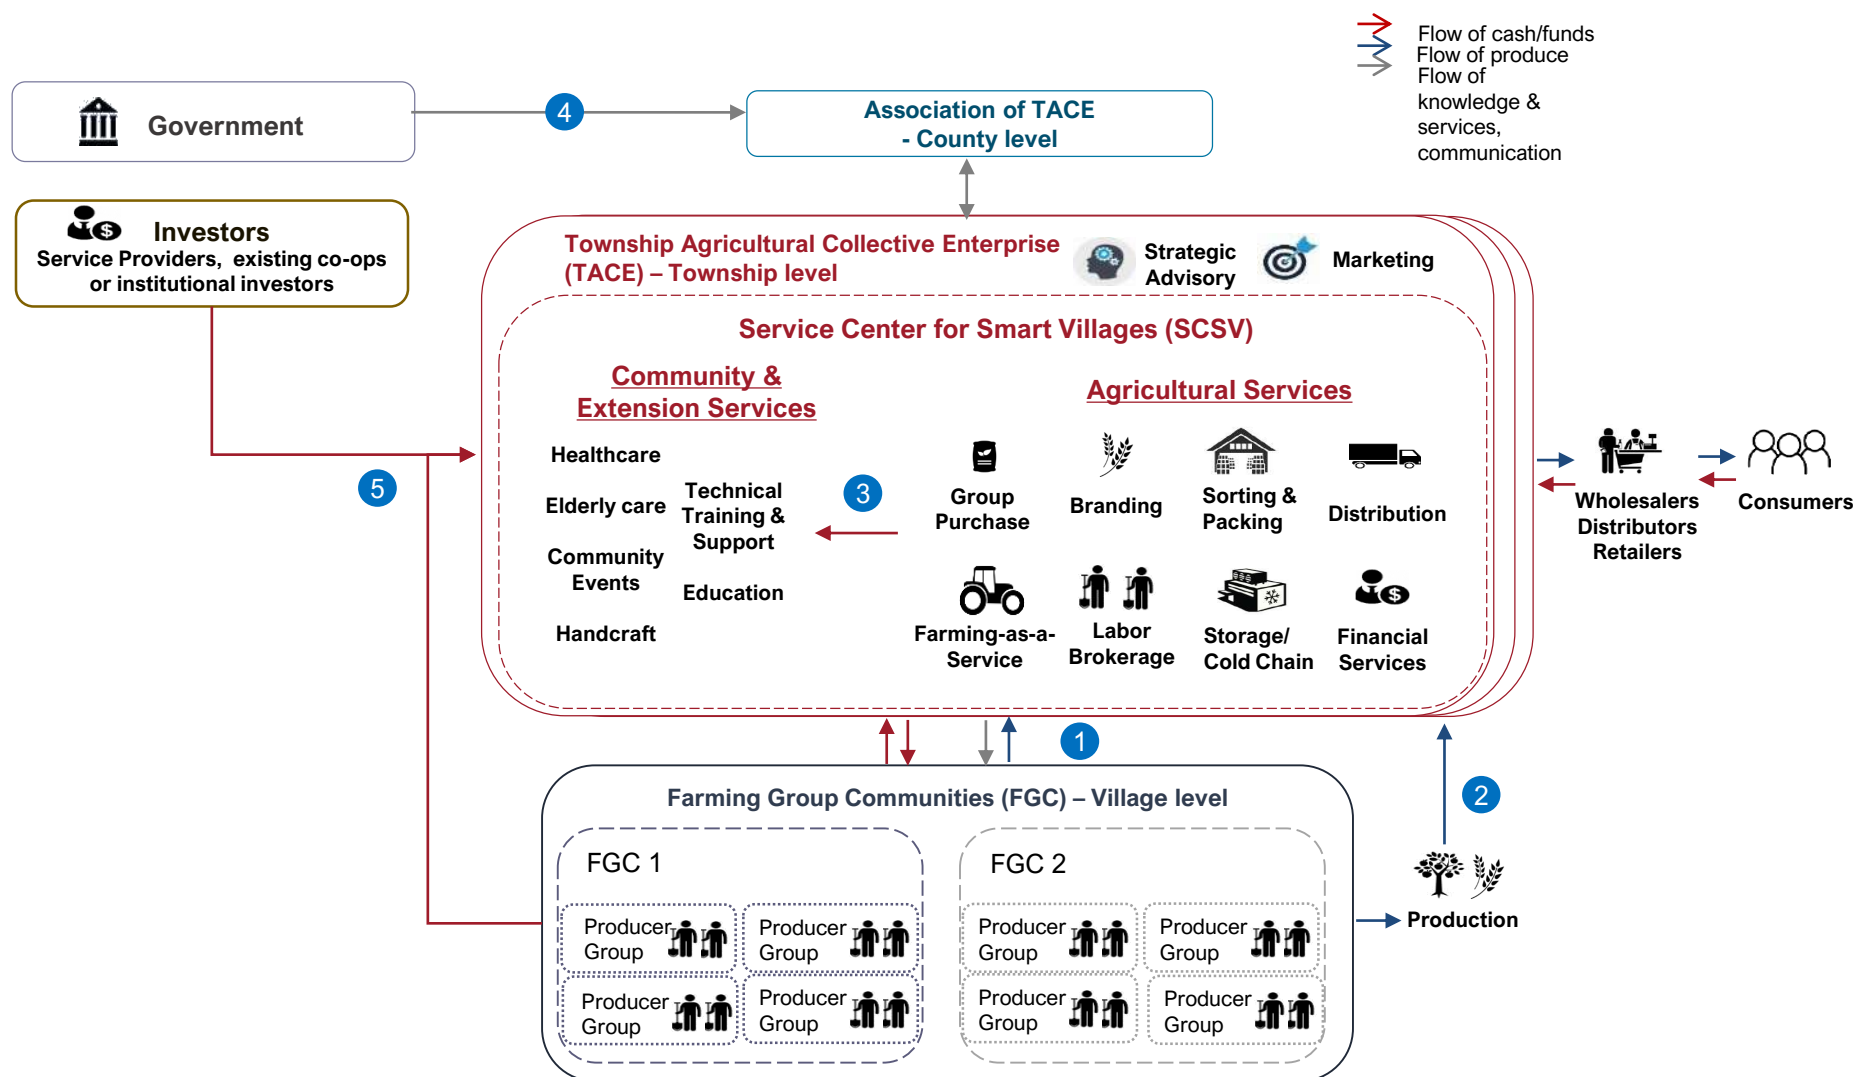 Flow of cash/funds
Flow of produce
Flow of
knowledge &
services,
communication
Government
4
Association of TACE
- County level
Investors
Service Providers, existing co-ops
or institutional investors
Township Agricultural Collective Enterprise
(TACE) – Township level
Strategic
Advisory
Marketing
Service Center for Smart Villages (SCSV)
Community &
Extension Services
Agricultural Services
Healthcare
Elderly care
Community
Events
Handcraft
Technical
Training &
Support
Education
3
Group
Purchase
Branding
Sorting &
Packing
Distribution
Farming-as-a-
Service
Labor
Brokerage
Storage/
Cold Chain
Financial
Services
5
Wholesalers
Distributors
Retailers
Consumers
1
2
Farming Group Communities (FGC) – Village level
FGC 1
Producer
Group
Producer
Group
Producer
Group
Producer
Group
FGC 2
Producer
Group
Producer
Group
Producer
Group
Producer
Group
Production